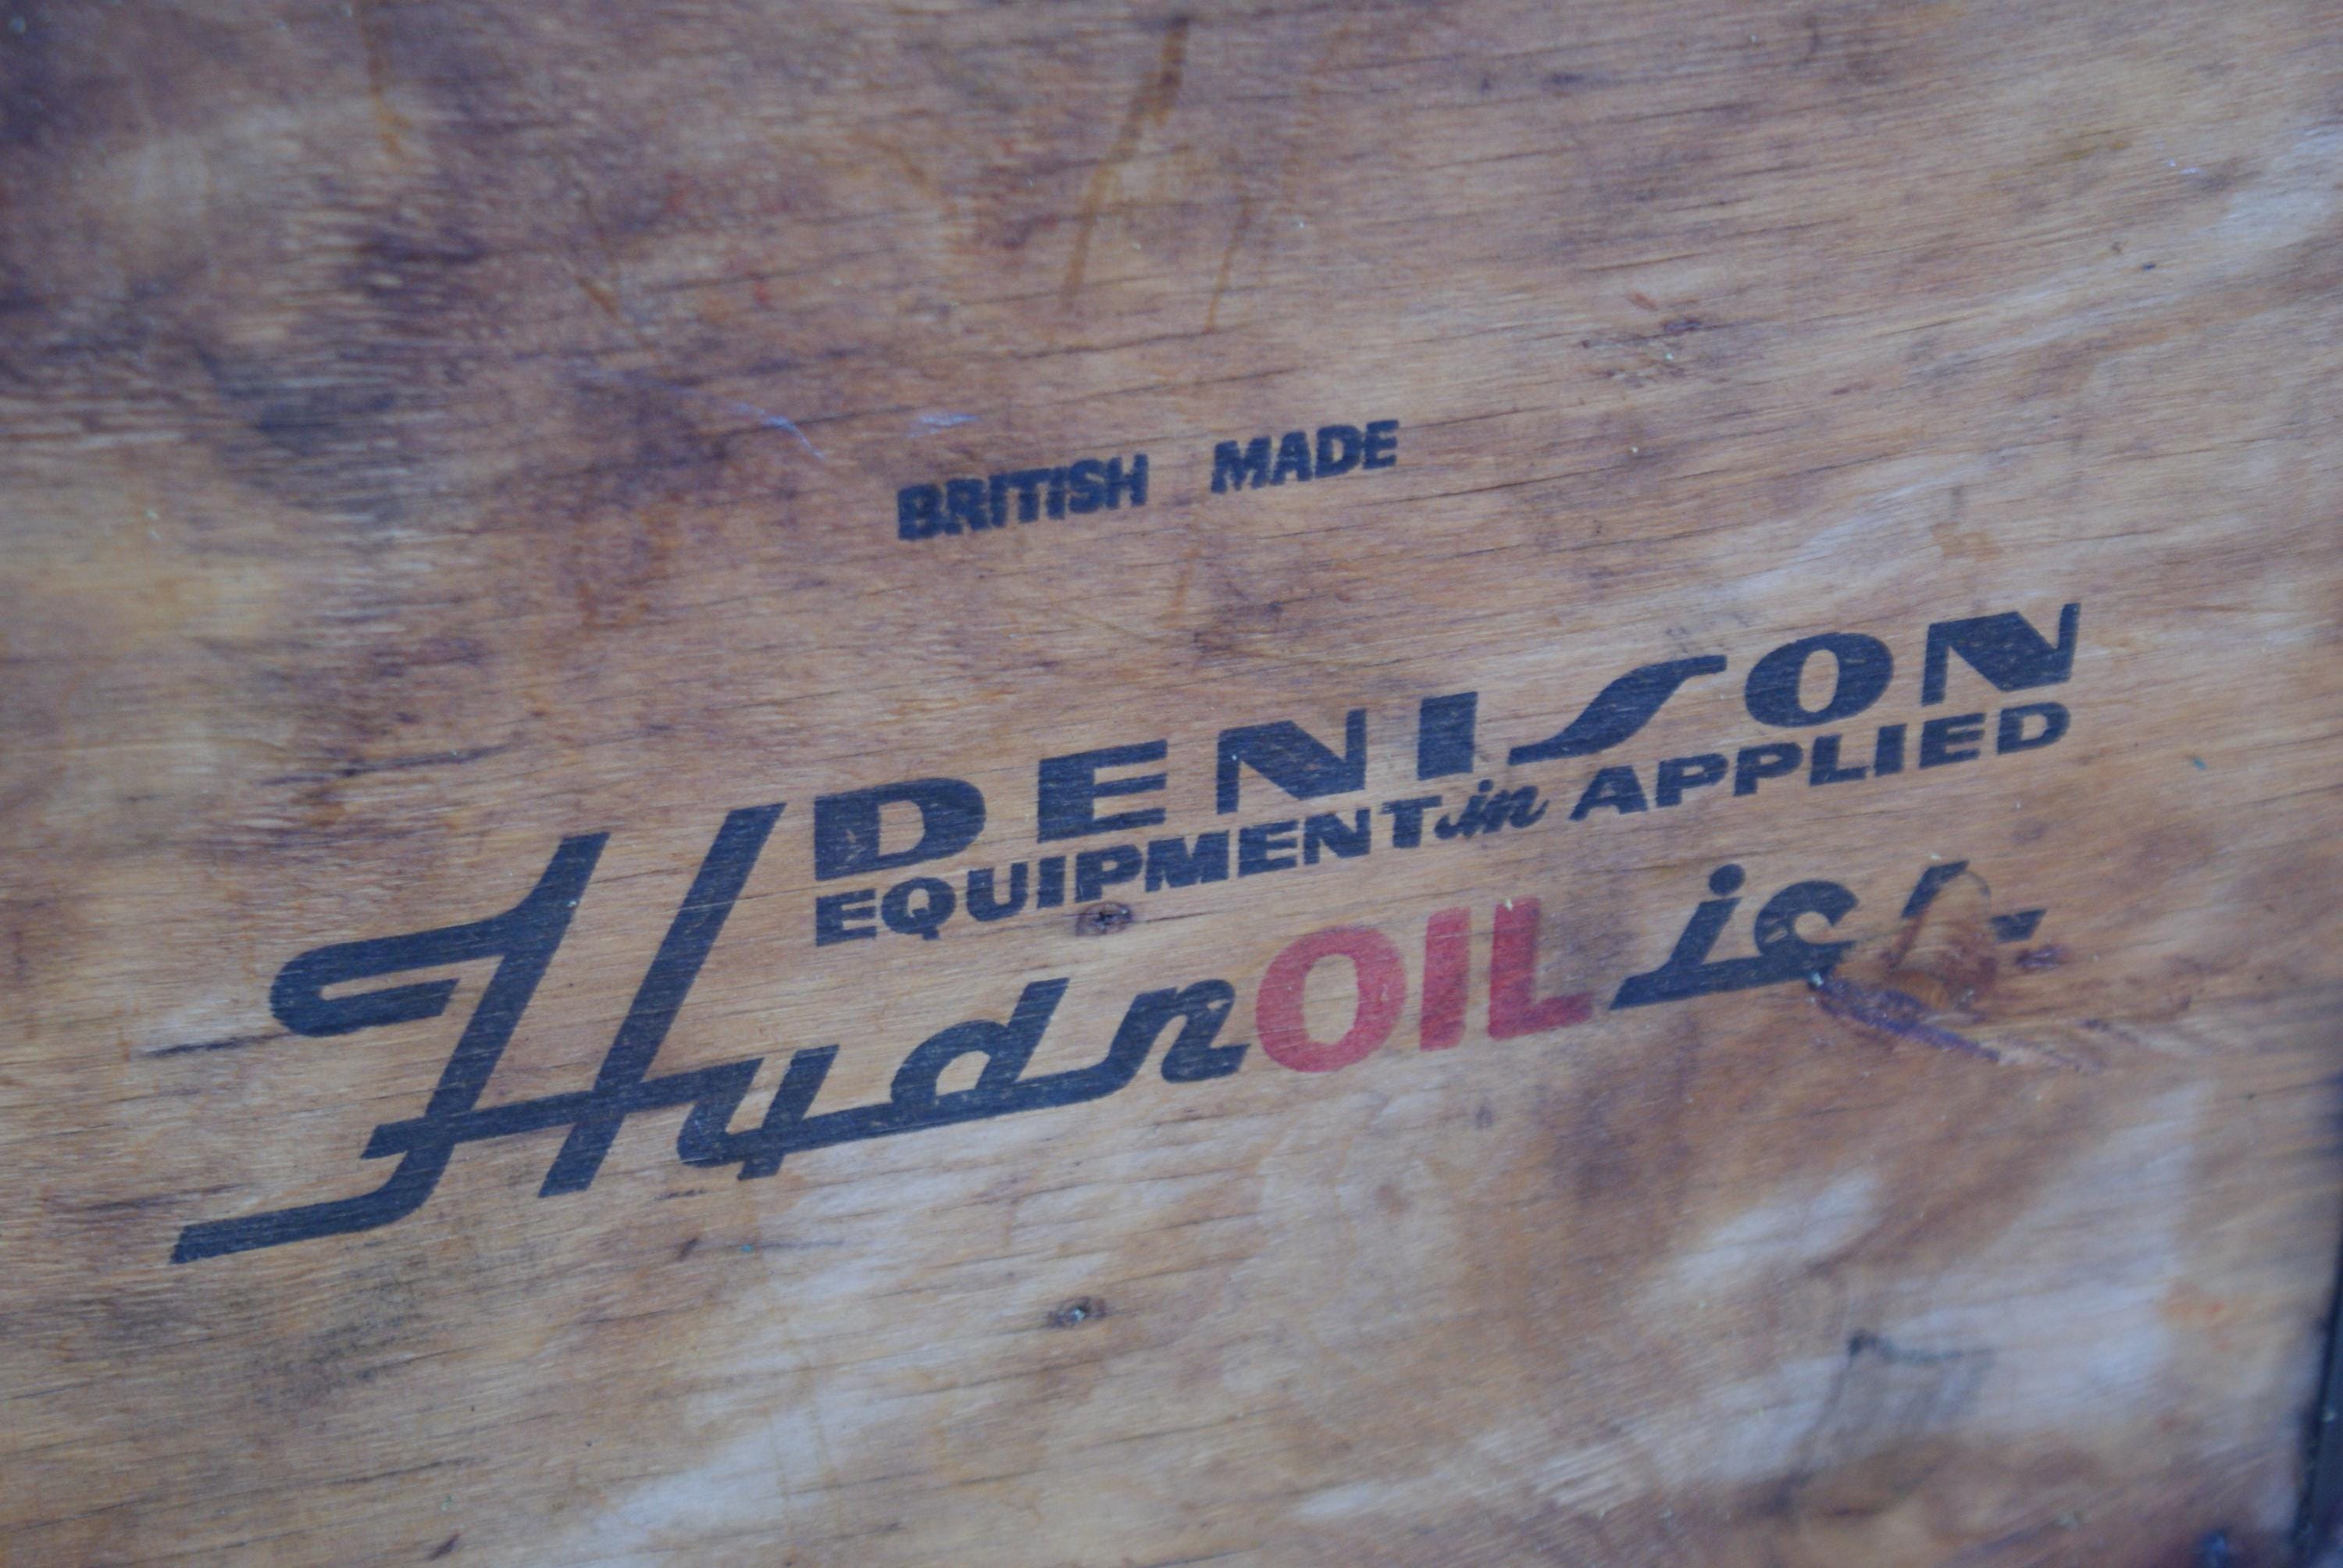 BRITISH MADE
DENISON
EQUIPMENT in APPLIED
HydrOILics